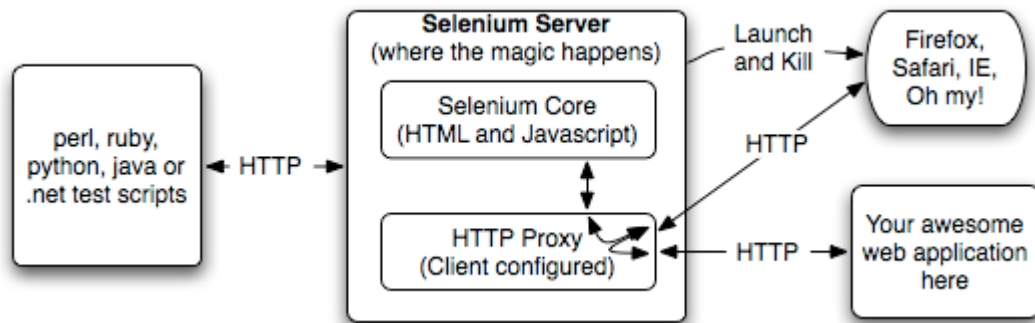 perl, ruby,
python, java or
.net test scripts
HTTP
Selenium Server
(where the magic happens)
Selenium Core
(HTML and Javascript)
HTTP Proxy
(Client configured)
Launch
and Kill
HTTP
HTTP
Firefox,
Safari, IE,
Oh my!
Your awesome
web application
here